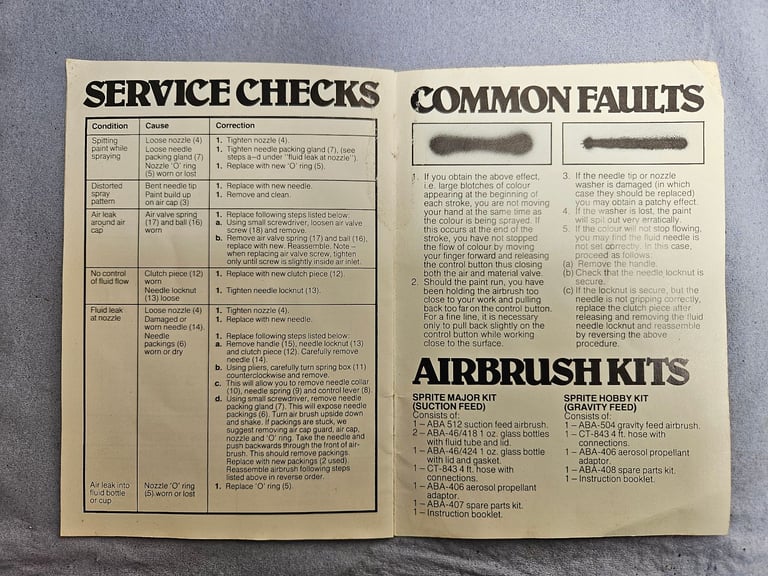 SERVICE CHECKS
Condition Cause Correction
Spitting Loose nozzle (4) 1. Tighten nozzle (4).
paint while Loose needle 1. Tighten needle packing gland (7), (see
spraying packing gland (7) steps a–d under "fluid leak at nozzle").
Nozzle 'O' ring 1. Replace with new 'O' ring (5).
(5) worn or lost
Distorted Bent needle tip 1. Replace with new needle.
spray Paint build up 1. Remove and clean.
pattern on air cap (3)
Air leak Air valve spring 1. Replace following steps listed below:
around air (17) and ball (16) a. Using small screwdriver, loosen air valve
cap worn screw (18) and remove.
b. Remove air valve spring (17) and ball (16),
replace with new. Reassemble. Note –
when replacing air valve screw, tighten
only until screw is slightly inside air inlet.
No control Clutch piece (12) 1. Replace with new clutch piece (12).
of fluid flow worn
Needle locknut 1. Tighten needle locknut (13).
(13) loose
Fluid leak Loose nozzle (4) 1. Tighten nozzle (4).
at nozzle Damaged or 1. Replace with new needle.
worn needle (14).
Needle 1. Replace following steps listed below:
packings (6) a. Remove handle (15), needle locknut (13)
worn or dry and clutch piece (12). Carefully remove
needle (14).
b. Using pliers, carefully turn spring box (11)
counterclockwise and remove.
c. This will allow you to remove needle collar
(10), needle spring (9) and control lever (8).
d. Using small screwdriver, remove needle
packing gland (7). This will expose needle
packings (6). Turn air brush upside down
and shake. If packings are stuck, we
suggest removing air cap guard, air cap,
nozzle and 'O' ring. Take the needle and
push backwards through the front of air-
brush. This should remove packings.
Replace with new packings (2 used).
Reassemble airbrush following steps
listed above in reverse order.
Air leak into Nozzle 'O' ring 1. Replace 'O' ring (5).
fluid bottle (5) worn or lost
or cup
COMMON FAULTS
1. If you obtain the above effect,
i.e. large blotches of colour
appearing at the beginning of
each stroke, you are not moving
your hand at the same time as
the colour is being sprayed. If
this occurs at the end of the
stroke, you have not stopped
the flow of colour by moving
your finger forward and releasing
the control button thus closing
both the air and material valve.
2. Should the paint run, you have
been holding the airbrush too
close to your work and pulling
back too far on the control button.
For a fine line, it is necessary
only to pull back slightly on the
control button while working
close to the surface.
3. If the needle tip or nozzle
washer is damaged (in which
case they should be replaced)
you may obtain a patchy effect.
4. If the washer is lost, the paint
will spit out very erratically.
5. If the colour will not stop flowing,
you may find the fluid needle is
not set correctly. In this case,
proceed as follows:
(a) Remove the handle.
(b) Check that the needle locknut is
secure.
(c) If the locknut is secure, but the
needle is not gripping correctly,
replace the clutch piece after
releasing and removing the fluid
needle locknut and reassemble
by reversing the above
procedure.
AIRBRUSH KITS
SPRITE MAJOR KIT
(SUCTION FEED)
Consists of:
1 – ABA 512 suction feed airbrush.
2 – ABA-46/418 1 oz. glass bottles
with fluid tube and lid.
1 – ABA-46/424 1 oz. glass bottle
with lid and gasket.
1 – CT-843 4 ft. hose with
connections.
1 – ABA-406 aerosol propellant
adaptor.
1 – ABA-407 spare parts kit.
1 – Instruction booklet.
SPRITE HOBBY KIT
(GRAVITY FEED)
Consists of:
1 – ABA-504 gravity feed airbrush.
1 – CT-843 4 ft. hose with
connections.
1 – ABA-406 aerosol propellant
adaptor.
1 – ABA-408 spare parts kit.
1 – Instruction booklet.